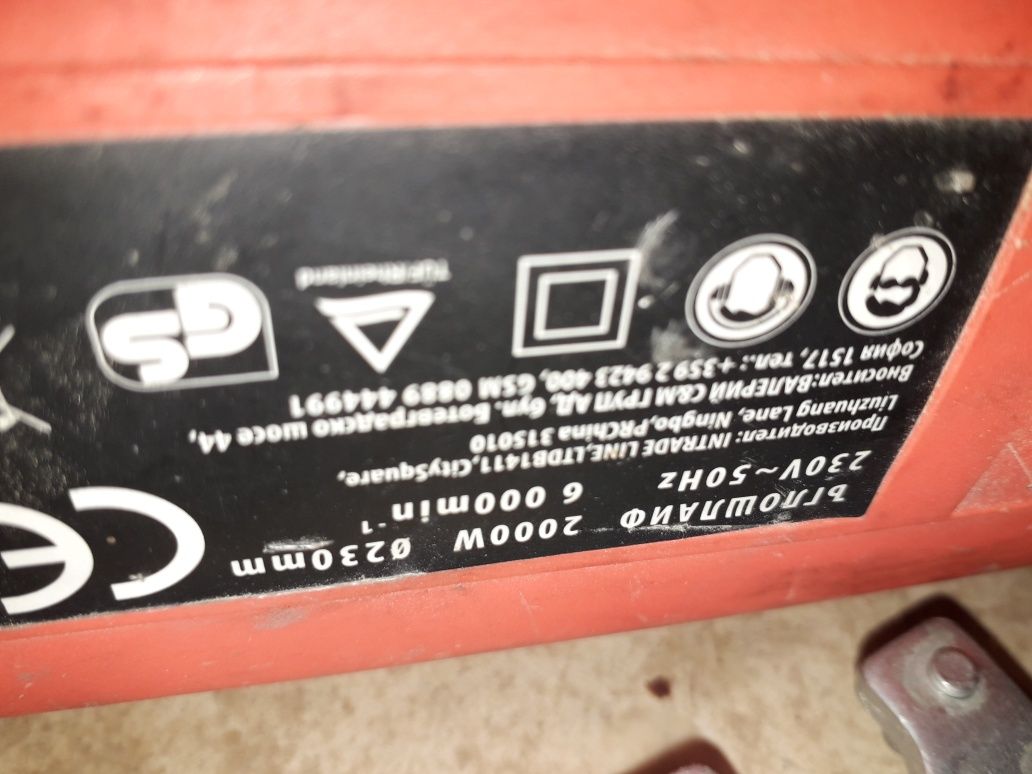 ЪГЛОШЛАЙФ 2000W Ø230mm
230V~50Hz 6 000min-1
Производител: INTRADE LINE,LTDB1411,CitySquare,
Liuzhuang Lane, Ningbo,PRChina 315010
Вносител:ВАЛЕРИЙ С&М ГРУП АД, бул. Ботевградско шосе 44,
София 1517, тел.: +359 2 9423 400, GSM 0889 444991
TÜV Rheinland
GS
CE